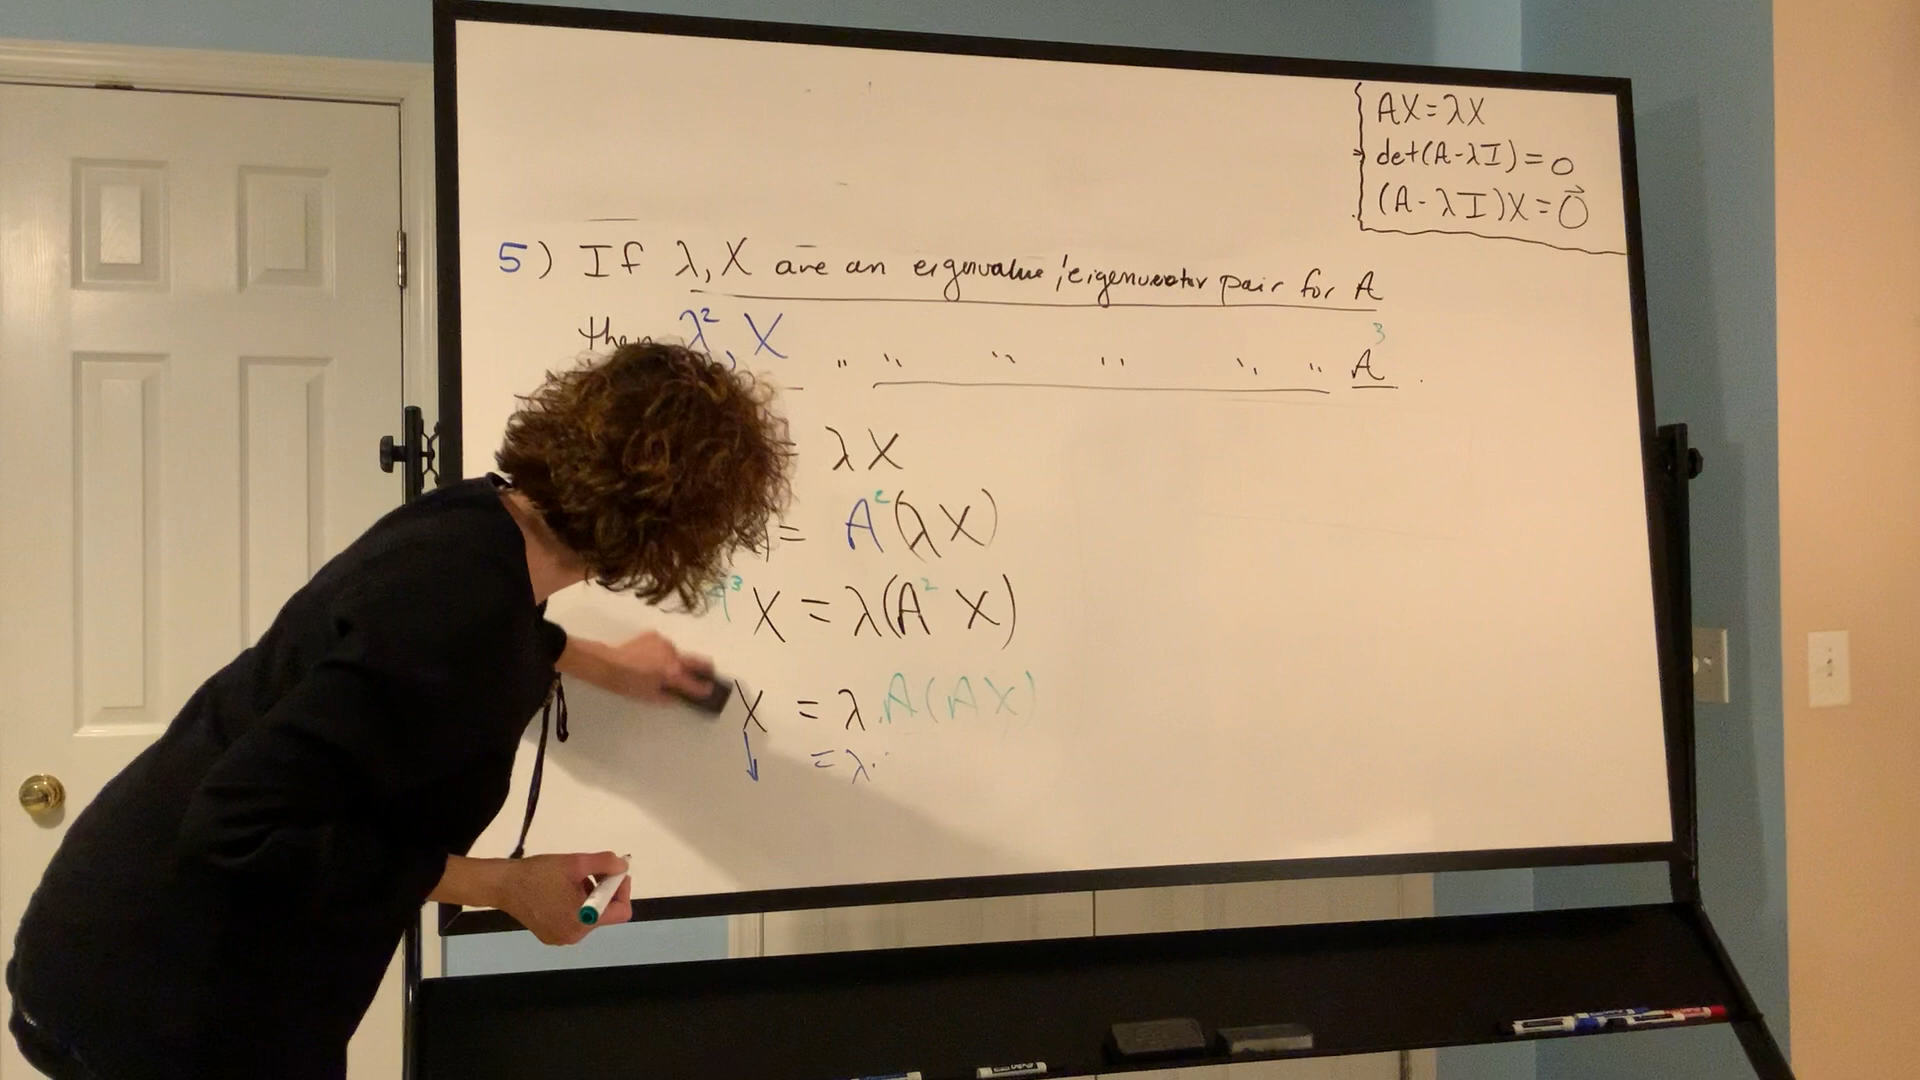 AX=λX
det(A-λI)=0
(A-λI)X=0⃗
5) If λ, X are an eigenvalue/eigenvector pair for A
then λ², X " " " " " " A³.
= λX
= A²(λX)
³X = λ(A²X)
X = λ.A(AX)
= λ.